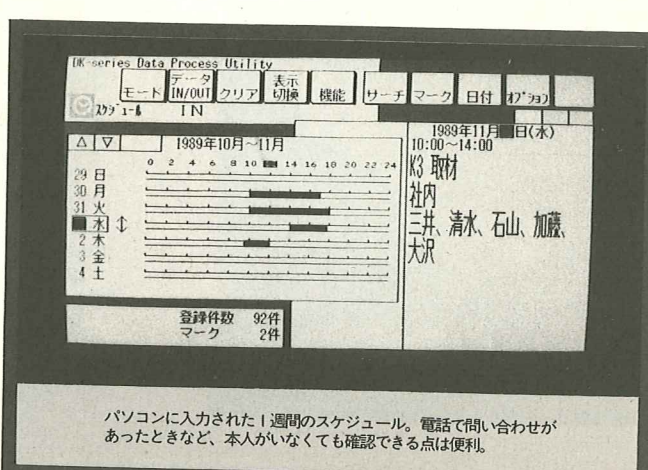 DK-series Data Process Utility
モード データIN/OUT クリア 表示切換 機能 サーチ マーク 日付 オプション
スケジュール IN
△ ▽ 1989年10月～11月
0 2 4 6 8 10 14 16 18 20 22 24
29 日
30 月
31 火
水
2 木
3 金
4 土
登録件数 92件
マーク 2件
1989年11月 日(水)
10:00～14:00
K3 取材
社内
三井、清水、石山、加藤、
大沢
パソコンに入力された1週間のスケジュール。電話で問い合わせが
あったときなど、本人がいなくても確認できる点は便利。